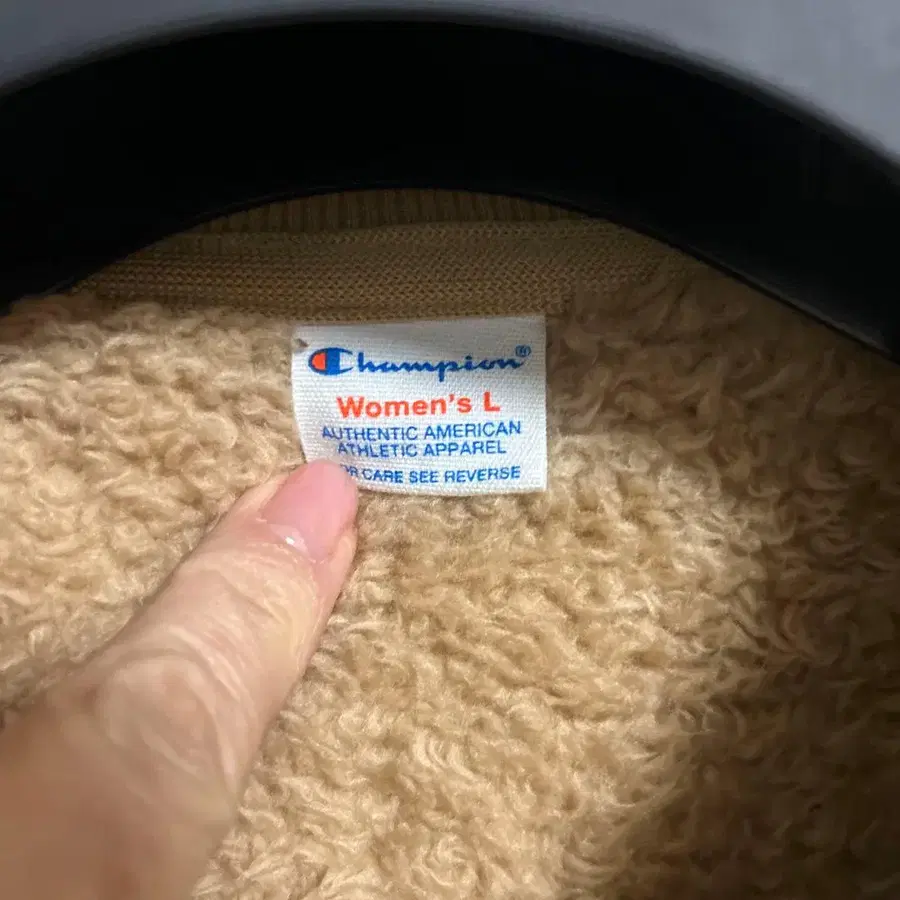 Champion®
Women's L
AUTHENTIC AMERICAN
ATHLETIC APPAREL
CARE SEE REVERSE